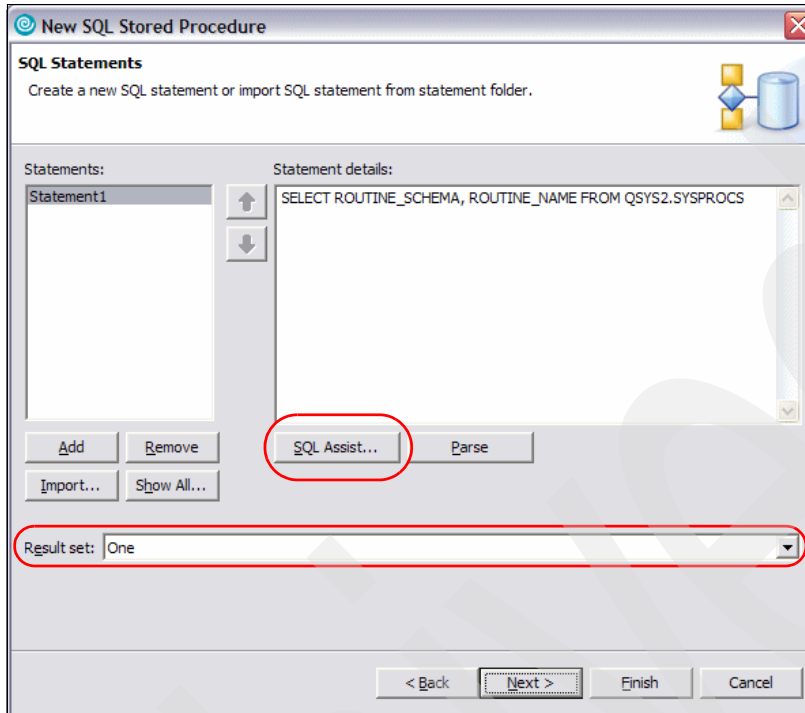 New SQL Stored Procedure
SQL Statements
Create a new SQL statement or import SQL statement from statement folder.
Statements:
Statement details:
Statement1
SELECT ROUTINE_SCHEMA, ROUTINE_NAME FROM QSYS2.SYSPROCS
Add
Remove
SQL Assist...
Parse
Import...
Show All...
Result set: One
< Back
Next >
Finish
Cancel